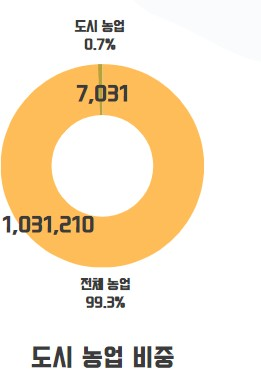 도시 농업
0.7%
7,031
1,031,210
전체 농업
99.3%
도시 농업 비중